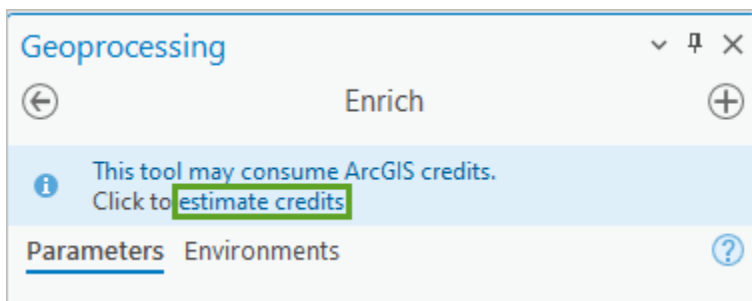 Geoprocessing
Enrich
This tool may consume ArcGIS credits.
Click to estimate credits
Parameters Environments